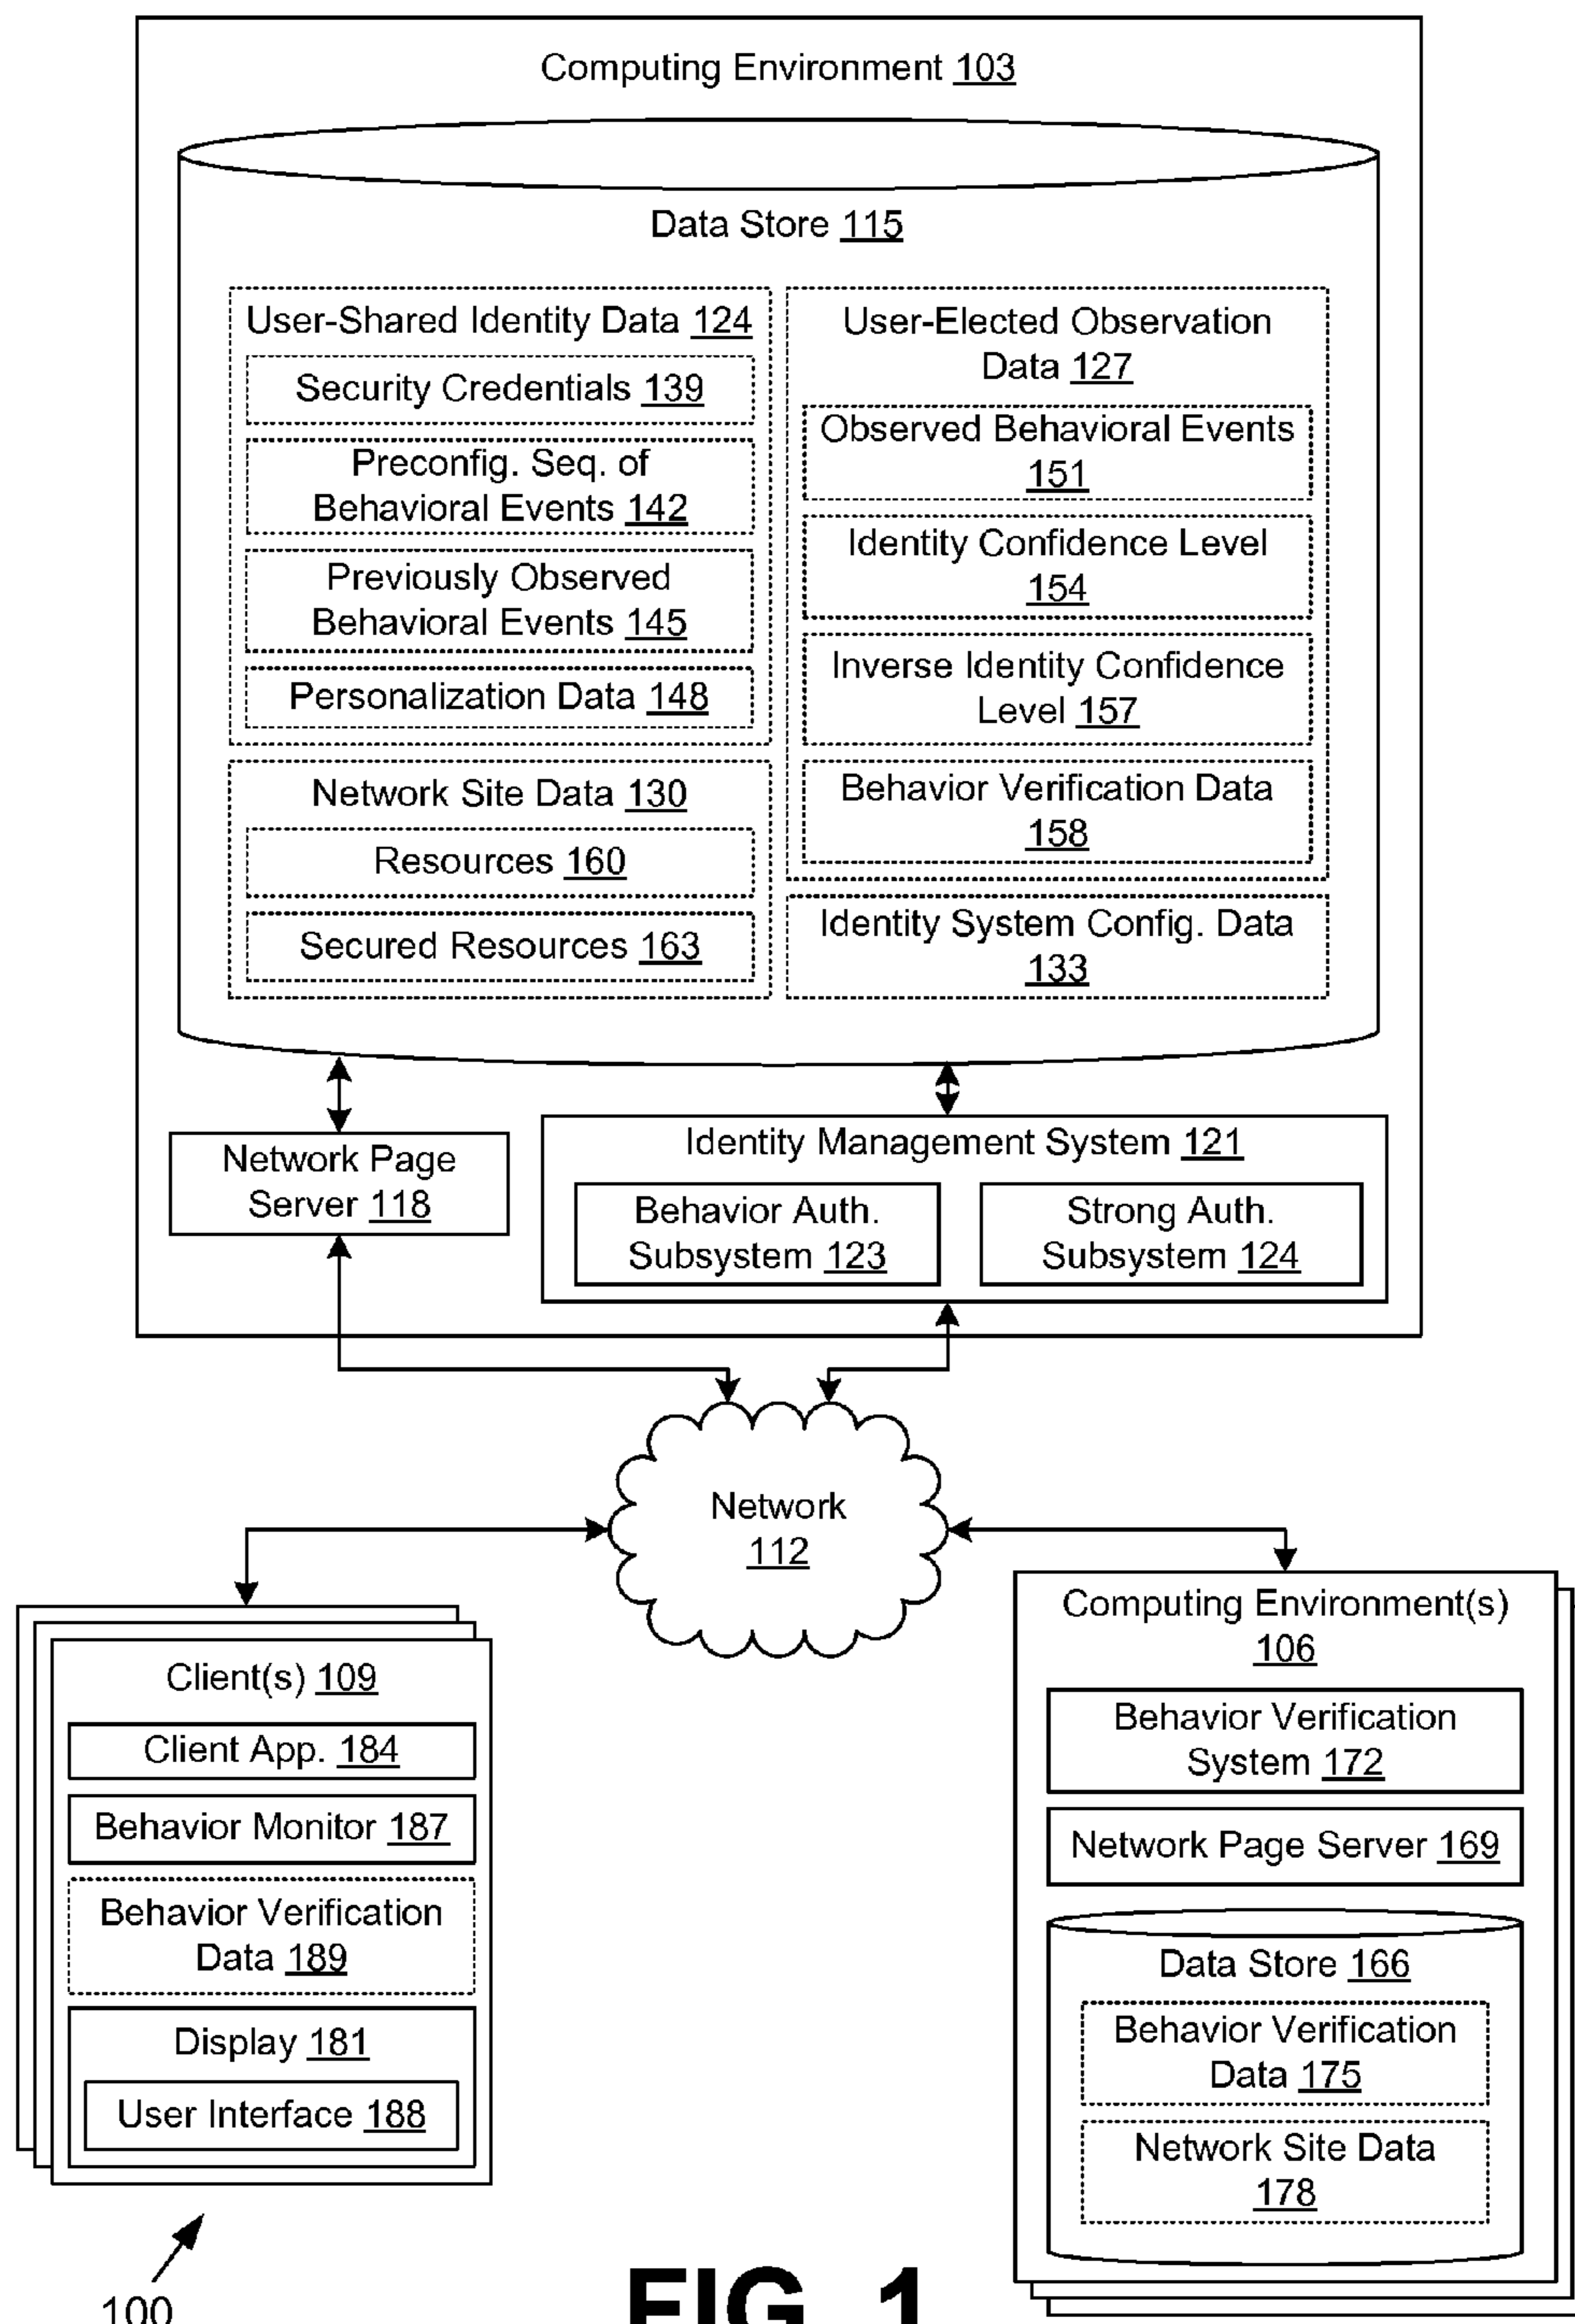 Computing Environment 103
Data Store 115
User-Shared Identity Data 124
Security Credentials 139
Preconfig. Seq. of
Behavioral Events 142
Previously Observed
Behavioral Events 145
Personalization Data 148
Network Site Data 130
Resources 160
Secured Resources 163
User-Elected Observation
Data 127
Observed Behavioral Events
151
Identity Confidence Level
154
Inverse Identity Confidence
Level 157
Behavior Verification Data
158
Identity System Config. Data
133
Network Page
Server 118
Identity Management System 121
Behavior Auth.
Subsystem 123
Strong Auth.
Subsystem 124
Network
112
Client(s) 109
Client App. 184
Behavior Monitor 187
Behavior Verification
Data 189
Display 181
User Interface 188
Computing Environment(s)
106
Behavior Verification
System 172
Network Page Server 169
Data Store 166
Behavior Verification
Data 175
Network Site Data
178
100
FIG. 1